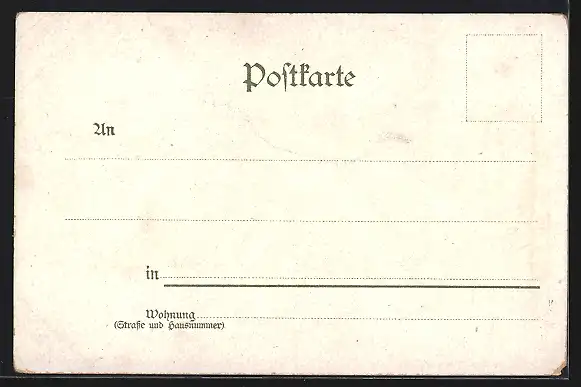 Postkarte
An
in
Wohnung
(Straße und Hausnummer)